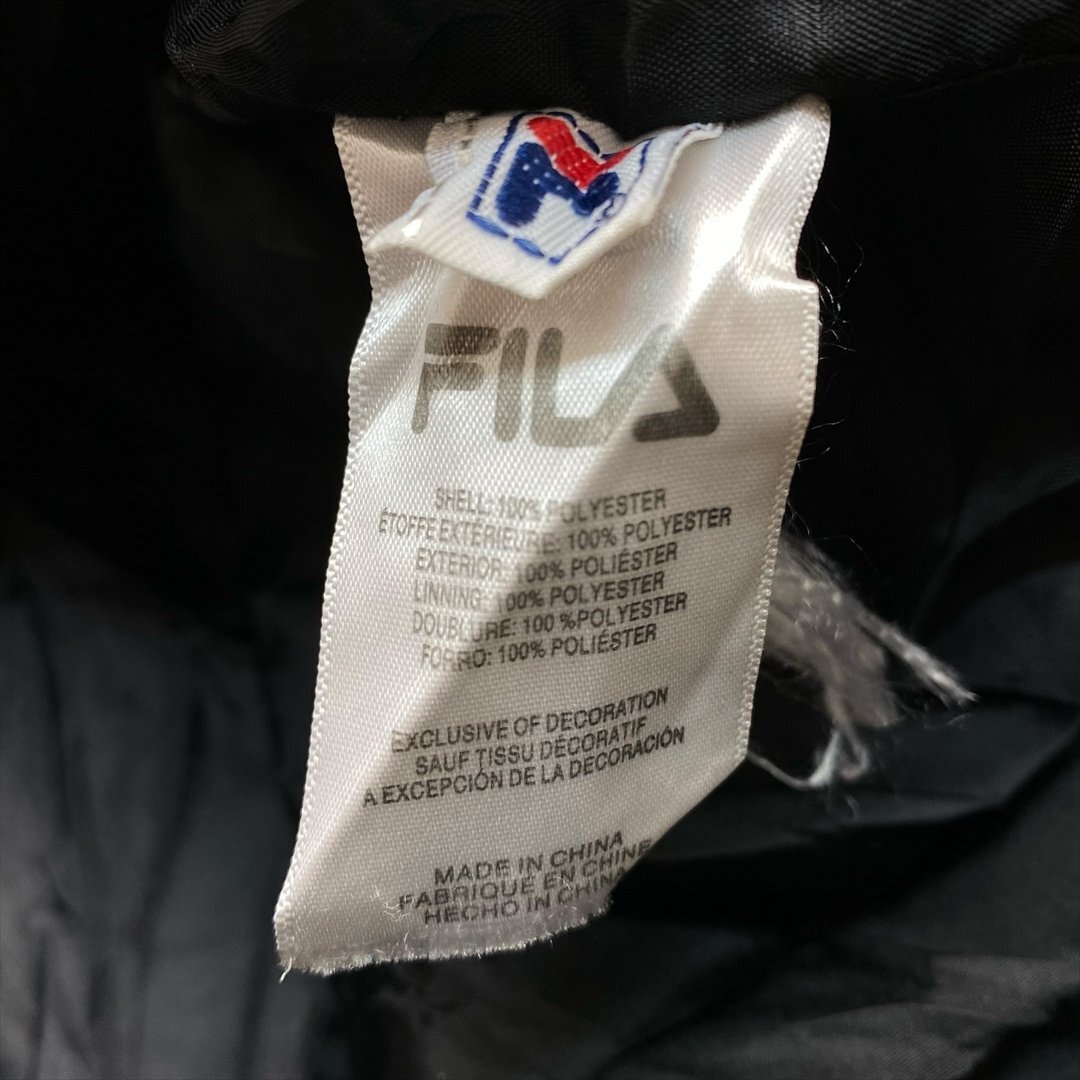 FILA
SHELL: 100% POLYESTER
ÉTOFFE EXTÉRIEURE: 100% POLYESTER
EXTERIOR: 100% POLIÉSTER
LINNING: 100% POLYESTER
DOUBLURE: 100 %POLYESTER
FORRO: 100% POLIÉSTER
EXCLUSIVE OF DECORATION
SAUF TISSU DÉCORATIF
A EXCEPCIÓN DE LA DECORACIÓN
MADE IN CHINA
FABRIQUÉ EN CHINE
HECHO IN CHINA